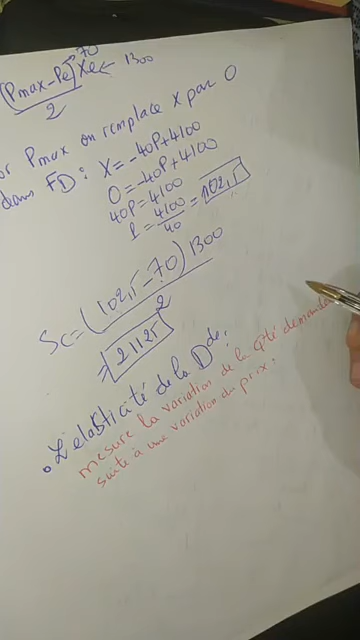 70
(Pmax - Pe) Xe ← 1300
2
Pmax on remplace X par 0
dans FD : X = -40P + 4100
0 = -40P + 4100
40P = 4100
P = 4100 / 40 = 102,5
Sc = (102,5 - 70) 1300
2
= 21125
• L'élasticité de la Dde :
mesure la variation de la Qté demandée
suite à une variation du prix :